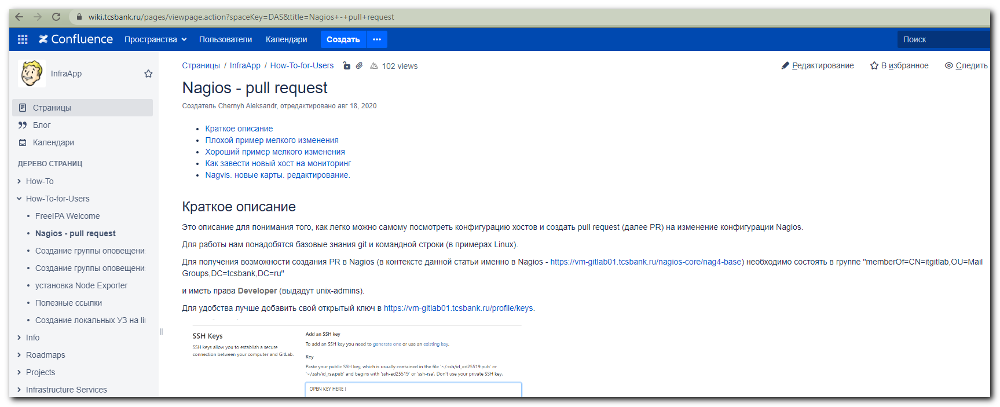 wiki.tcsbank.ru/pages/viewpage.action?spaceKey=DAS&title=Nagios+-+pull+request
Confluence Пространства Пользователи Календари Создать ··· Поиск
InfraApp
Страницы
Блог
Календари
ДЕРЕВО СТРАНИЦ
How-To
How-To-for-Users
FreeIPA Welcome
Nagios - pull request
Создание группы оповещени
Создание группы оповещени
установка Node Exporter
Полезные ссылки
Создание локальных УЗ на li
Info
Roadmaps
Projects
Infrastructure Services
Страницы / InfraApp / How-To-for-Users 102 views
Редактирование В избранное Следить
Nagios - pull request
Создатель Chernyh Aleksandr, отредактировано авг 18, 2020
Краткое описание
Плохой пример мелкого изменения
Хороший пример мелкого изменения
Как завести новый хост на мониторинг
Nagvis. новые карты. редактирование.
Краткое описание
Это описание для понимания того, как легко можно самому посмотреть конфигурацию хостов и создать pull request (далее PR) на изменение конфигурации Nagios.
Для работы нам понадобятся базовые знания git и командной строки (в примерах Linux).
Для получения возможности создания PR в Nagios (в контексте данной статьи именно в Nagios - https://vm-gitlab01.tcsbank.ru/nagios-core/nag4-base) необходимо состоять в группе "memberOf=CN=itgitlab,OU=Mail
Groups,DC=tcsbank,DC=ru"
и иметь права Developer (выдадут unix-admins).
Для удобства лучше добавить свой открытый ключ в https://vm-gitlab01.tcsbank.ru/profile/keys.
SSH Keys
SSH keys allow you to establish a secure
connection between your computer and GitLab.
Add an SSH key
To add an SSH key you need to generate one or use an existing key.
Key
Paste your public SSH key, which is usually contained in the file '~/.ssh/id_ed25519.pub' or
'~/.ssh/id_rsa.pub' and begins with 'ssh-ed25519' or 'ssh-rsa'. Don't use your private SSH key.
OPEN KEY HERE